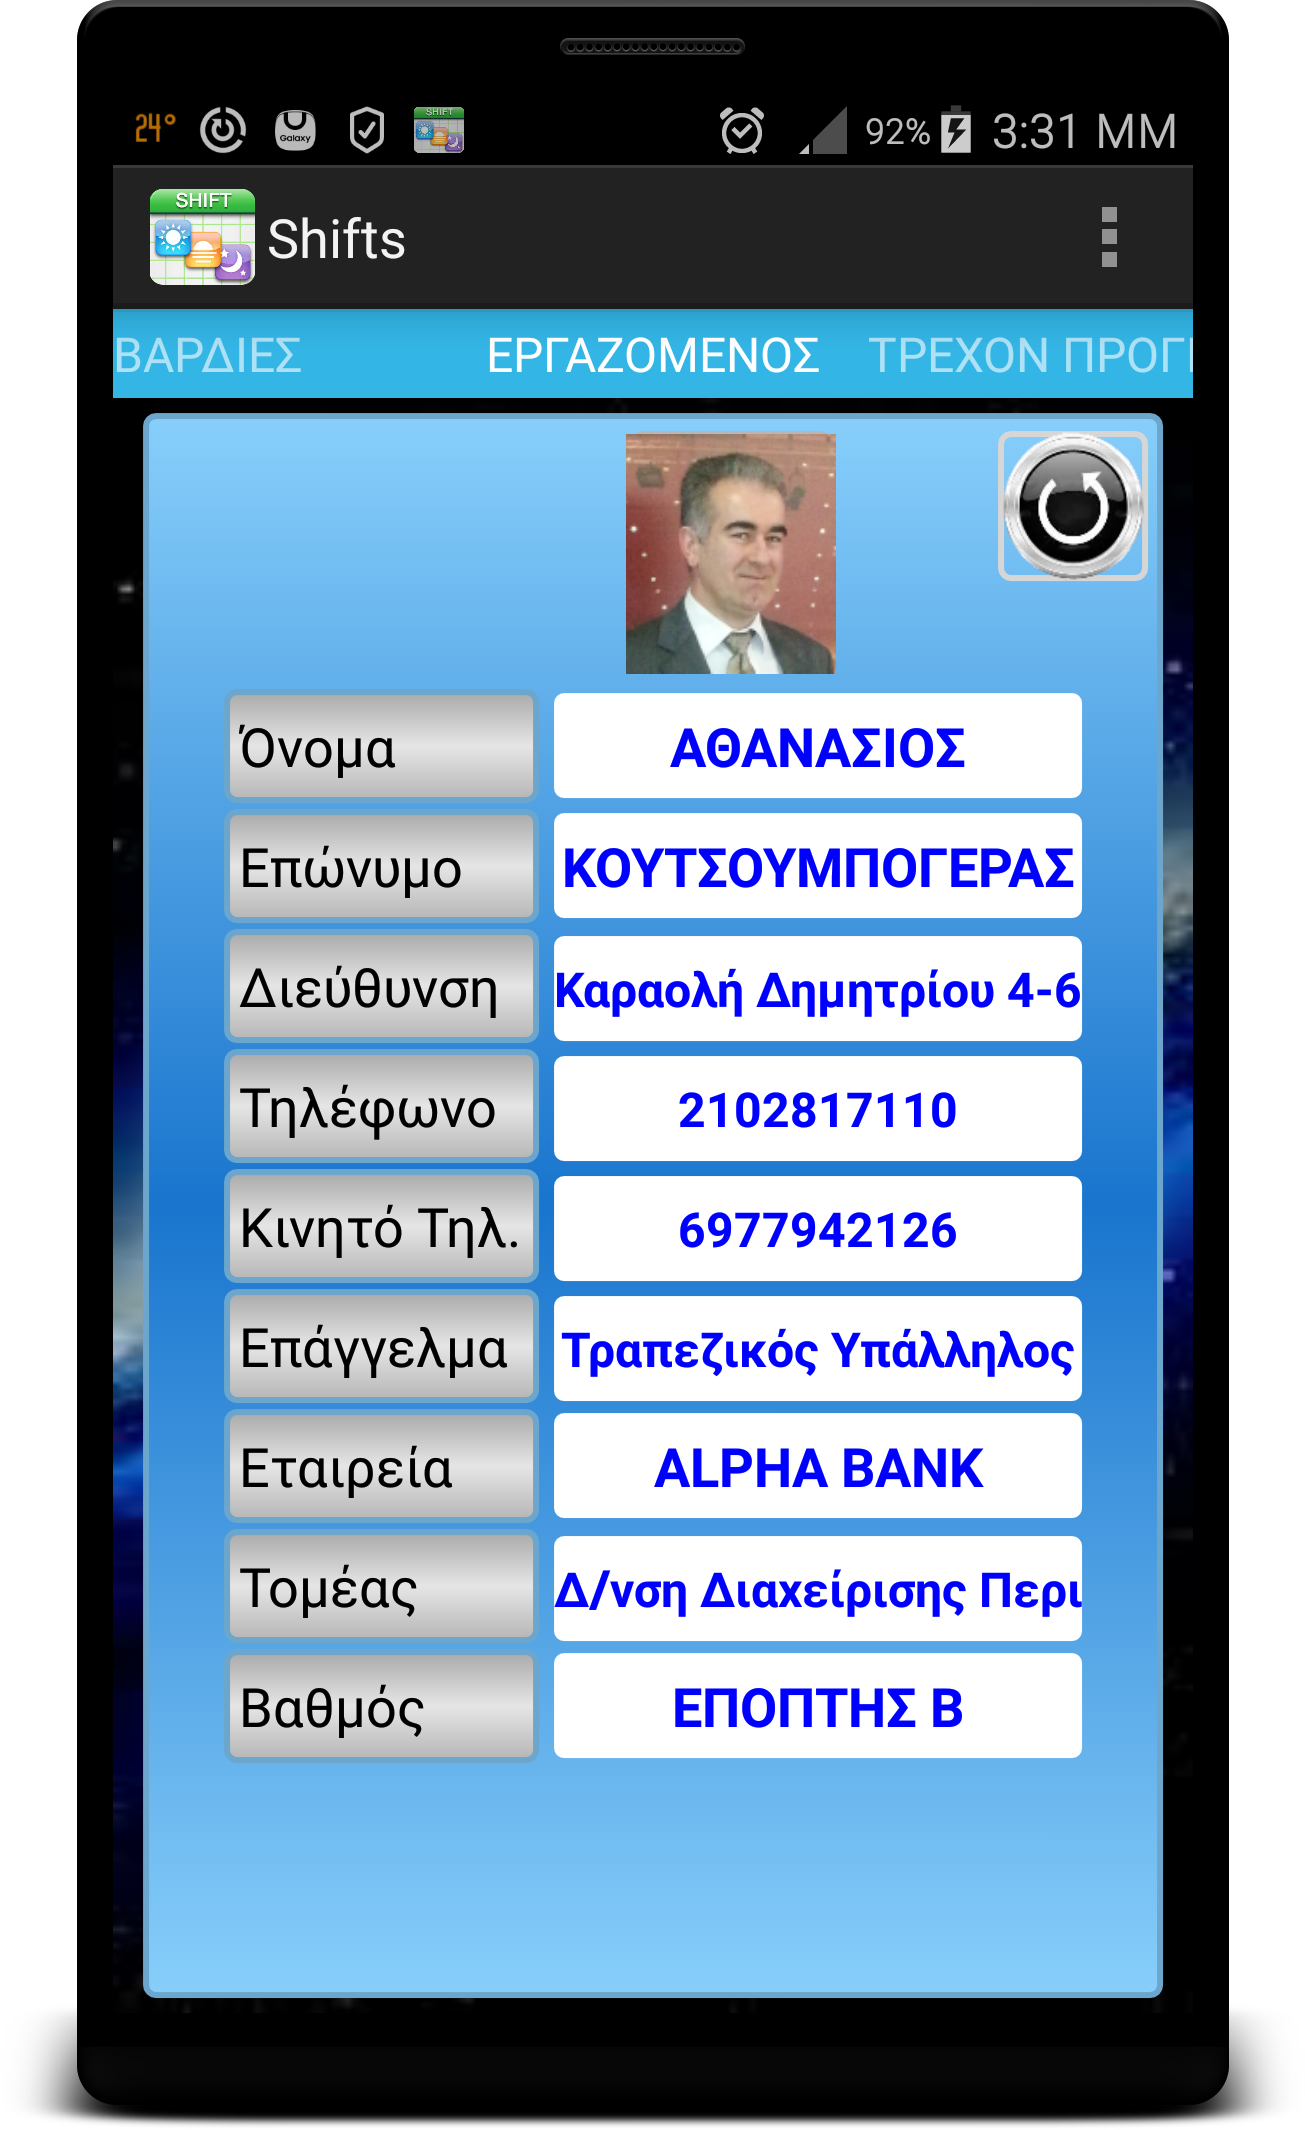 24°
Galaxy
SHIFT
92%
3:31 ΜΜ
SHIFT
Shifts
ΒΑΡΔΙΕΣ
ΕΡΓΑΖΟΜΕΝΟΣ
ΤΡΕΧΟΝ
Όνομα ΑΘΑΝΑΣΙΟΣ
Επώνυμο ΚΟΥΤΣΟΥΜΠΟΓΕΡΑΣ
Διεύθυνση Καραολή Δημητρίου 4-6
Τηλέφωνο 2102817110
Κινητό Τηλ. 6977942126
Επάγγελμα Τραπεζικός Υπάλληλος
Εταιρεία ALPHA BANK
Τομέας Δ/νση Διαχείρισης Περι
Βαθμός ΕΠΟΠΤΗΣ Β